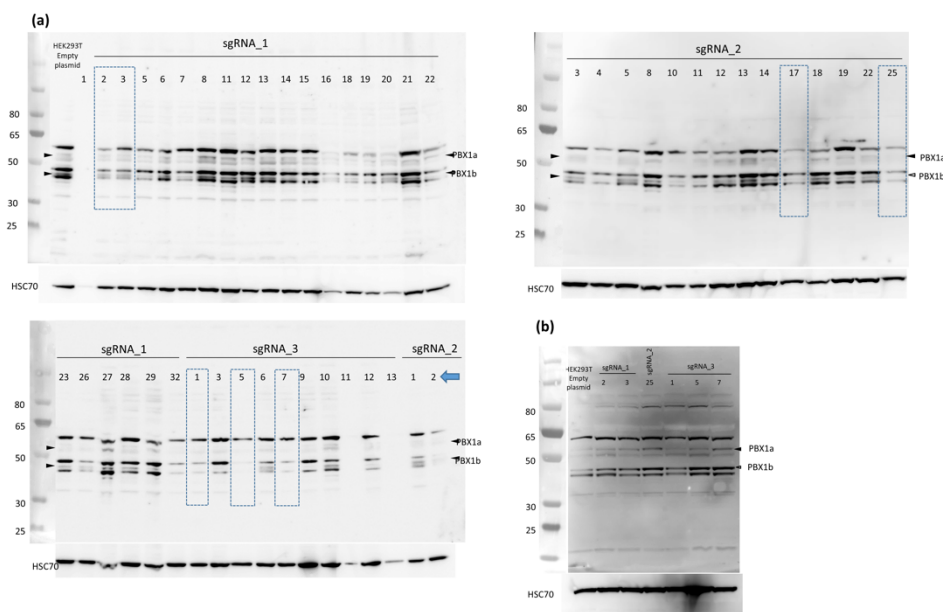 (a)
HEK293T
Empty
plasmid
sgRNA_1
1 2 3 5 6 7 8 11 12 13 14 15 16 18 19 20 21 22
80
65
50
30
25
PBX1a
PBX1b
HSC70
sgRNA_2
3 4 5 8 10 11 12 13 14 17 18 19 22 25
80
65
50
30
25
PBX1a
PBX1b
HSC70
sgRNA_1 sgRNA_3 sgRNA_2
23 26 27 28 29 32 1 3 5 6 7 9 10 11 12 13 1 2
80
65
50
30
25
PBX1a
PBX1b
HSC70
(b)
HEK293T
Empty
plasmid
sgRNA_1 sgRNA_2 sgRNA_3
2 3 25 1 5 7
80
65
50
30
25
PBX1a
PBX1b
HSC70